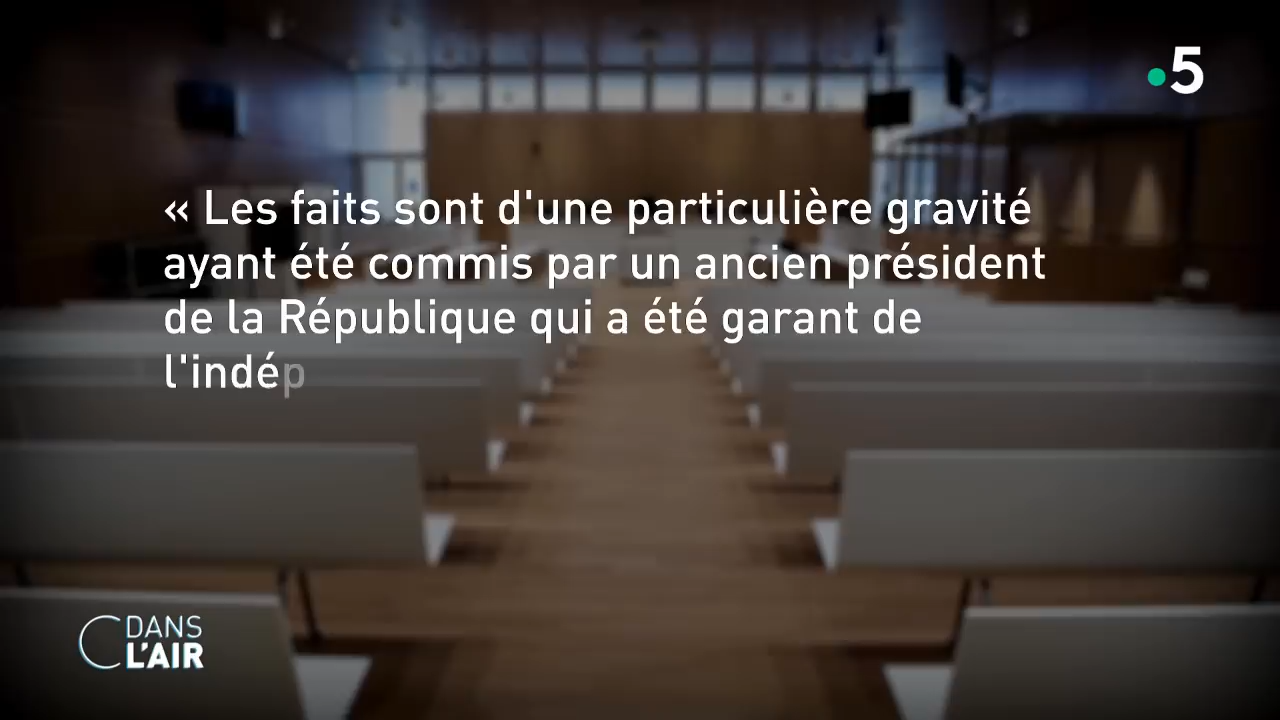 5
« Les faits sont d'une particulière gravité
ayant été commis par un ancien président
de la République qui a été garant de
l'indép
C DANS
L'AIR